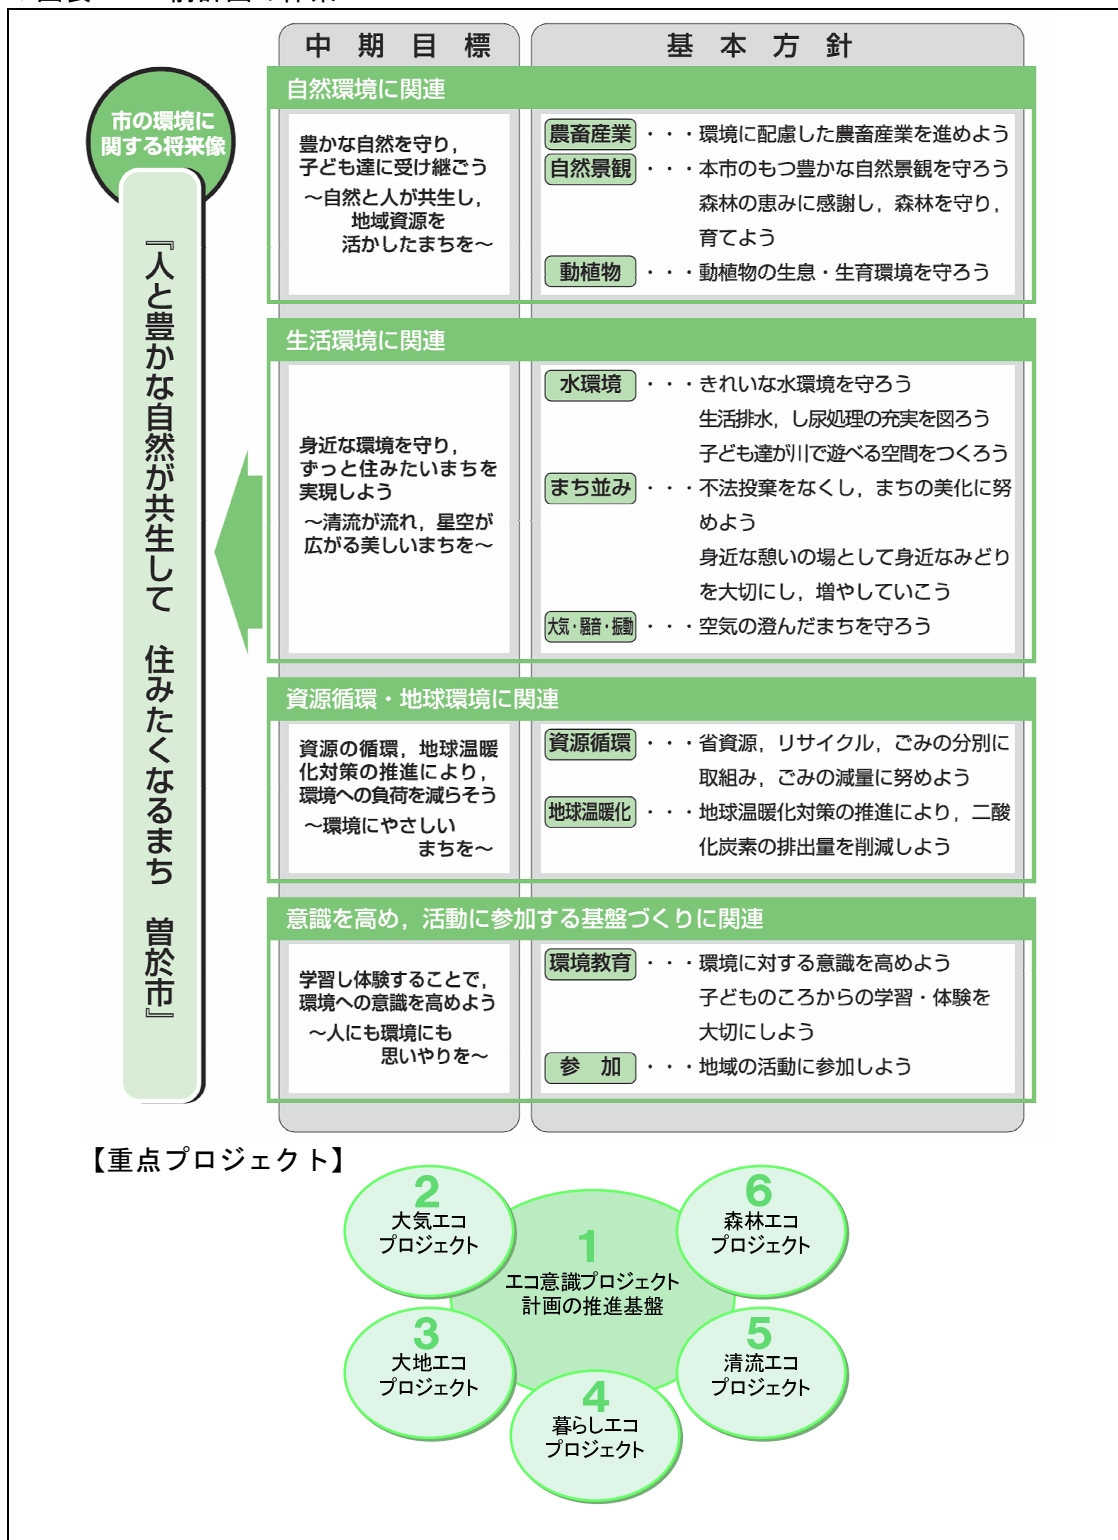 中期目標
基本方針
市の環境に
関する将来像
『人と豊かな自然が共生して 住みたくなるまち 曽於市』
自然環境に関連
豊かな自然を守り，
子ども達に受け継ごう
～自然と人が共生し，
地域資源を
活かしたまちを～
農畜産業・・・環境に配慮した農畜産業を進めよう
自然景観・・・本市のもつ豊かな自然景観を守ろう
森林の恵みに感謝し，森林を守り，
育てよう
動植物・・・動植物の生息・生育環境を守ろう
生活環境に関連
身近な環境を守り，
ずっと住みたいまちを
実現しよう
～清流が流れ，星空が
広がる美しいまちを～
水環境・・・きれいな水環境を守ろう
生活排水，し尿処理の充実を図ろう
子ども達が川で遊べる空間をつくろう
まち並み・・・不法投棄をなくし，まちの美化に努
めよう
身近な憩いの場として身近なみどり
を大切にし，増やしていこう
大気・騒音・振動・・・空気の澄んだまちを守ろう
資源循環・地球環境に関連
資源の循環，地球温暖
化対策の推進により，
環境への負荷を減らそう
～環境にやさしい
まちを～
資源循環・・・省資源，リサイクル，ごみの分別に
取組み，ごみの減量に努めよう
地球温暖化・・・地球温暖化対策の推進により，二酸
化炭素の排出量を削減しよう
意識を高め，活動に参加する基盤づくりに関連
学習し体験することで，
環境への意識を高めよう
～人にも環境にも
思いやりを～
環境教育・・・環境に対する意識を高めよう
子どものころからの学習・体験を
大切にしよう
参加・・・地域の活動に参加しよう
【重点プロジェクト】
1
エコ意識プロジェクト
計画の推進基盤
2
大気エコ
プロジェクト
3
大地エコ
プロジェクト
4
暮らしエコ
プロジェクト
5
清流エコ
プロジェクト
6
森林エコ
プロジェクト